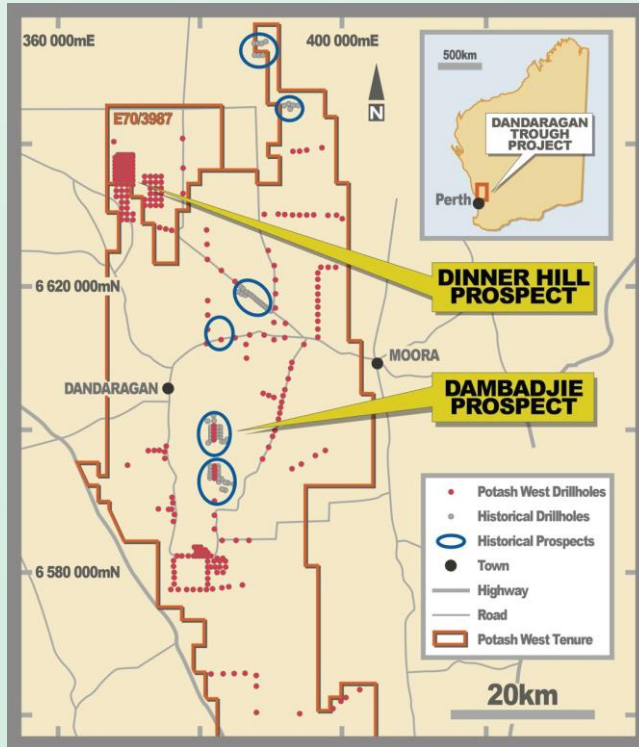 360 000mE
400 000mE
500km
DANDARAGAN
TROUGH
PROJECT
Perth
N
E70/3987
DINNER HILL
PROSPECT
6 620 000mN
MOORA
DANDARAGAN
DAMBADJIE
PROSPECT
Potash West Drillholes
Historical Drillholes
Historical Prospects
Town
Highway
Road
Potash West Tenure
6 580 000mN
20km